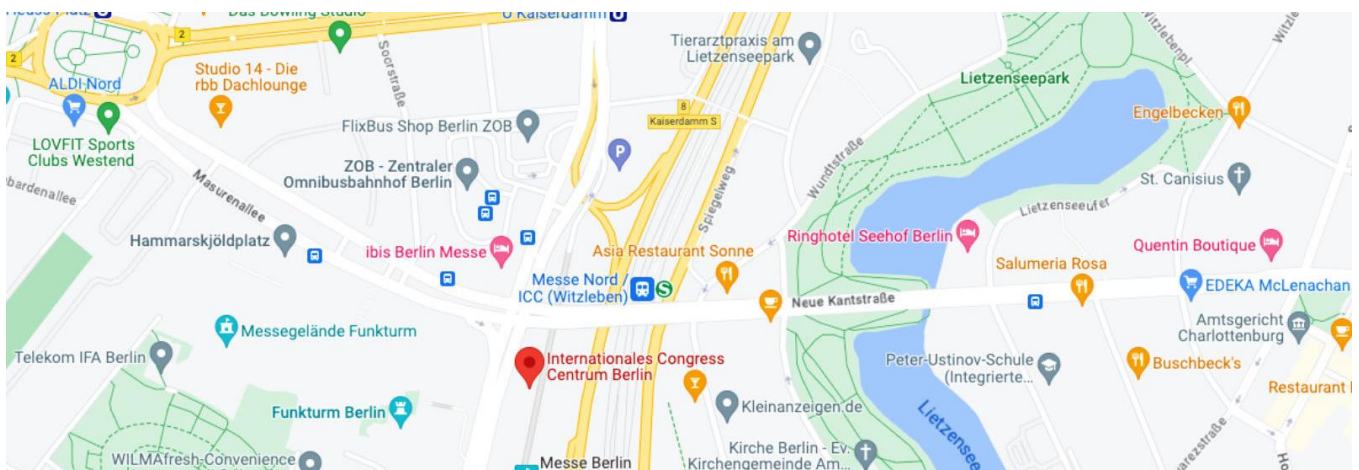 Das Bowling Studio
U Kaiserdamm
U
2
2
ALDI Nord
Studio 14 - Die
rbb Dachlounge
LOVFIT Sports
Clubs Westend
Soorstraße
Masurenallee
FlixBus Shop Berlin ZOB
ZOB - Zentraler
Omnibusbahnhof Berlin
P
8
Kaiserdamm S
Tierarztpraxis am
Lietzenseepark
Lietzenseepark
Witzlebenpl.
Engelbecken
St. Canisius
Lietzenseeufer
Wundtstraße
Spiegelweg
Hammarskjöldplatz
ibis Berlin Messe
Asia Restaurant Sonne
Ringhotel Seehof Berlin
Quentin Boutique
Salumeria Rosa
Messe Nord /
ICC (Witzleben)
S
Neue Kantstraße
EDEKA McLenachan
Messegelände Funkturm
Telekom IFA Berlin
Internationales Congress
Centrum Berlin
Amtsgericht
Charlottenburg
Peter-Ustinov-Schule
(Integrierte...
Buschbeck's
Restaurant
Funkturm Berlin
Kleinanzeigen.de
Kirche Berlin - Ev.
Kirchengemeinde Am...
Lietzensee
WILMAfresh-Convenience
Messe Berlin